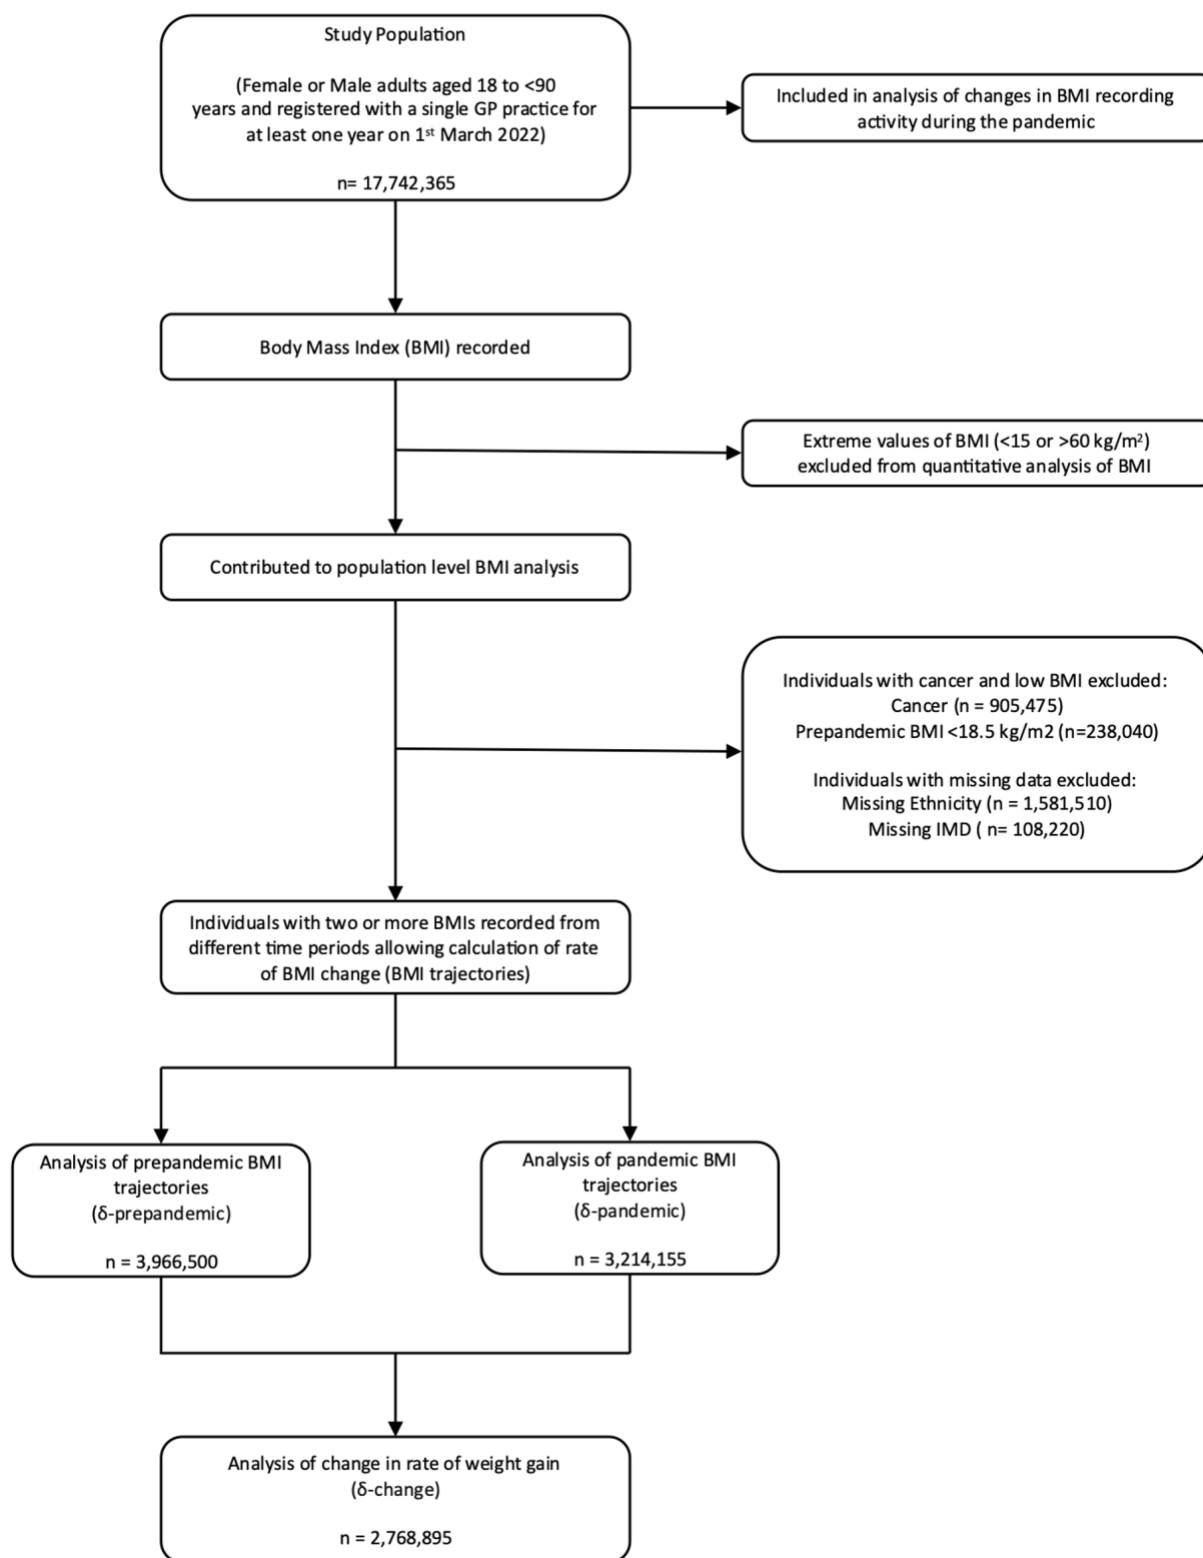 Study Population
(Female or Male adults aged 18 to <90
years and registered with a single GP practice for
at least one year on 1st March 2022)
n= 17,742,365
Included in analysis of changes in BMI recording
activity during the pandemic
Body Mass Index (BMI) recorded
Extreme values of BMI (<15 or >60 kg/m²)
excluded from quantitative analysis of BMI
Contributed to population level BMI analysis
Individuals with cancer and low BMI excluded:
Cancer (n = 905,475)
Prepandemic BMI <18.5 kg/m2 (n=238,040)
Individuals with missing data excluded:
Missing Ethnicity (n = 1,581,510)
Missing IMD ( n= 108,220)
Individuals with two or more BMIs recorded from
different time periods allowing calculation of rate
of BMI change (BMI trajectories)
Analysis of prepandemic BMI
trajectories
(δ-prepandemic)
n = 3,966,500
Analysis of pandemic BMI
trajectories
(δ-pandemic)
n = 3,214,155
Analysis of change in rate of weight gain
(δ-change)
n = 2,768,895